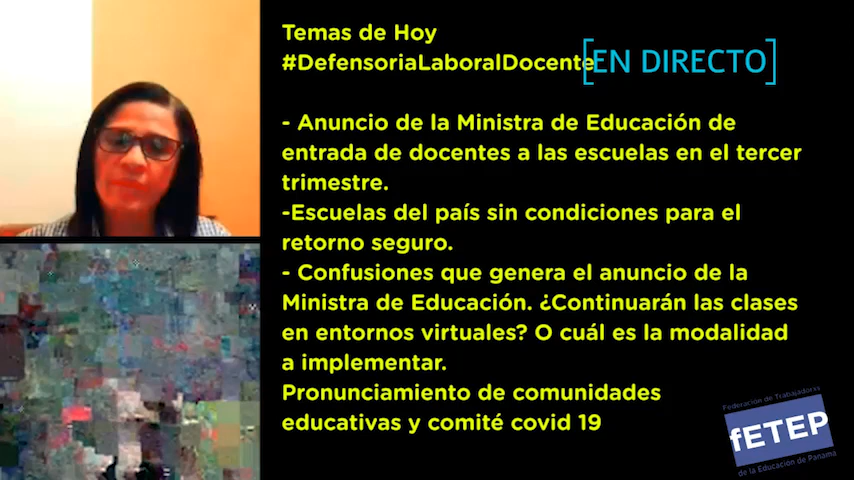 Temas de Hoy
#DefensoriaLaboralDocente
[EN DIRECTO]
- Anuncio de la Ministra de Educación de
entrada de docentes a las escuelas en el tercer
trimestre.
-Escuelas del país sin condiciones para el
retorno seguro.
- Confusiones que genera el anuncio de la
Ministra de Educación. ¿Continuarán las clases
en entornos virtuales? O cuál es la modalidad
a implementar.
Pronunciamiento de comunidades
educativas y comité covid 19
Federación de Trabajadorxs
fETEP
de la Educación de Panama